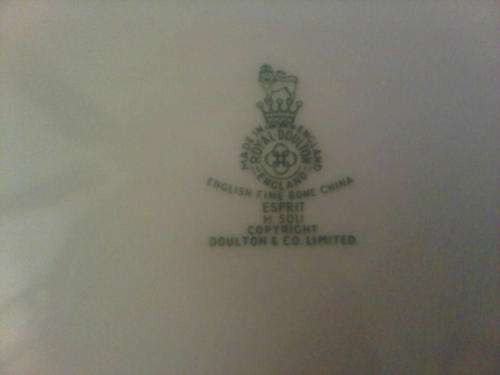 MADE IN ENGLAND
ROYAL DOULTON
ENGLAND
ENGLISH FINE BONE CHINA
ESPRIT
H. 5011
COPYRIGHT
DOULTON & CO. LIMITED.